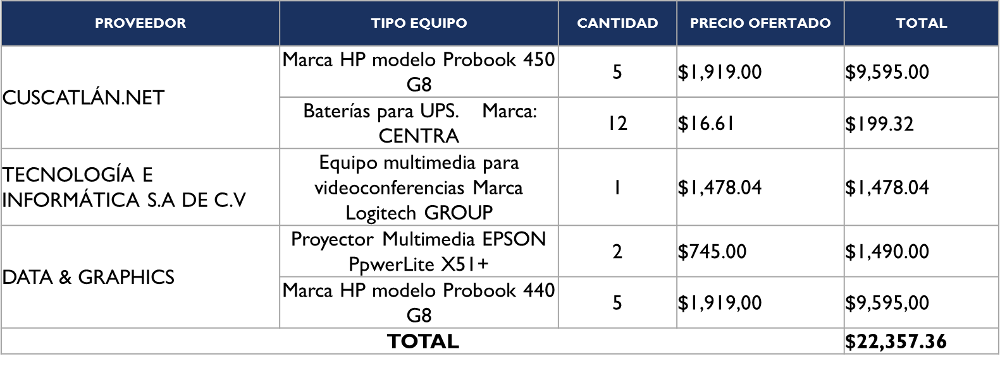 PROVEEDOR TIPO EQUIPO CANTIDAD PRECIO OFERTADO TOTAL
CUSCATLÁN.NET
Marca HP modelo Probook 450
G8
5 $1,919.00 $9,595.00
Baterías para UPS. Marca:
CENTRA
12 $16.61 $199.32
TECNOLOGÍA E
INFORMÁTICA S.A DE C.V
Equipo multimedia para
videoconferencias Marca
Logitech GROUP
1 $1,478.04 $1,478.04
DATA & GRAPHICS
Proyector Multimedia EPSON
PpwerLite X51+
2 $745.00 $1,490.00
Marca HP modelo Probook 440
G8
5 $1,919,00 $9,595,00
TOTAL $22,357.36